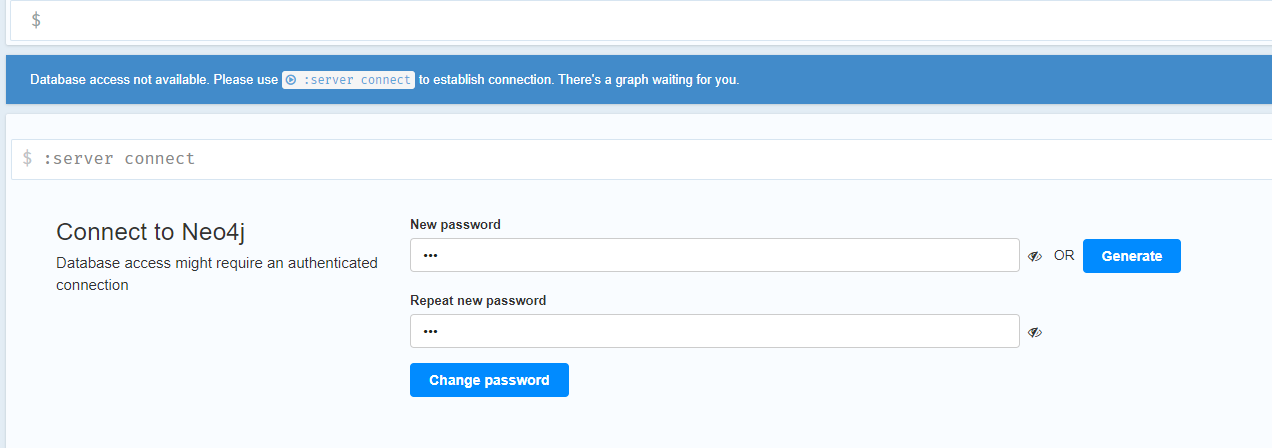 $
Database access not available. Please use :server connect to establish connection. There's a graph waiting for you.
$ :server connect
Connect to Neo4j
Database access might require an authenticated
connection
New password
•••
OR
Generate
Repeat new password
•••
Change password